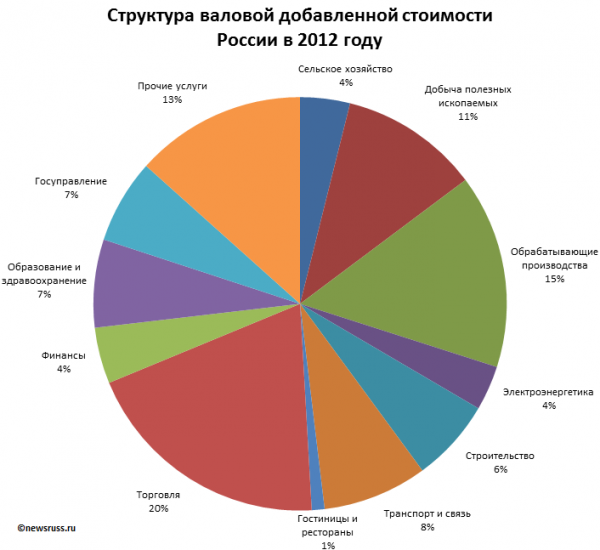 Структура валовой добавленной стоимости
России в 2012 году
Сельское хозяйство
4%
Добыча полезных
ископаемых
11%
Обрабатывающие
производства
15%
Электроэнергетика
4%
Строительство
6%
Транспорт и связь
8%
Гостиницы и
рестораны
1%
Торговля
20%
Финансы
4%
Образование и
здравоохранение
7%
Госуправление
7%
Прочие услуги
13%
©newsruss.ru